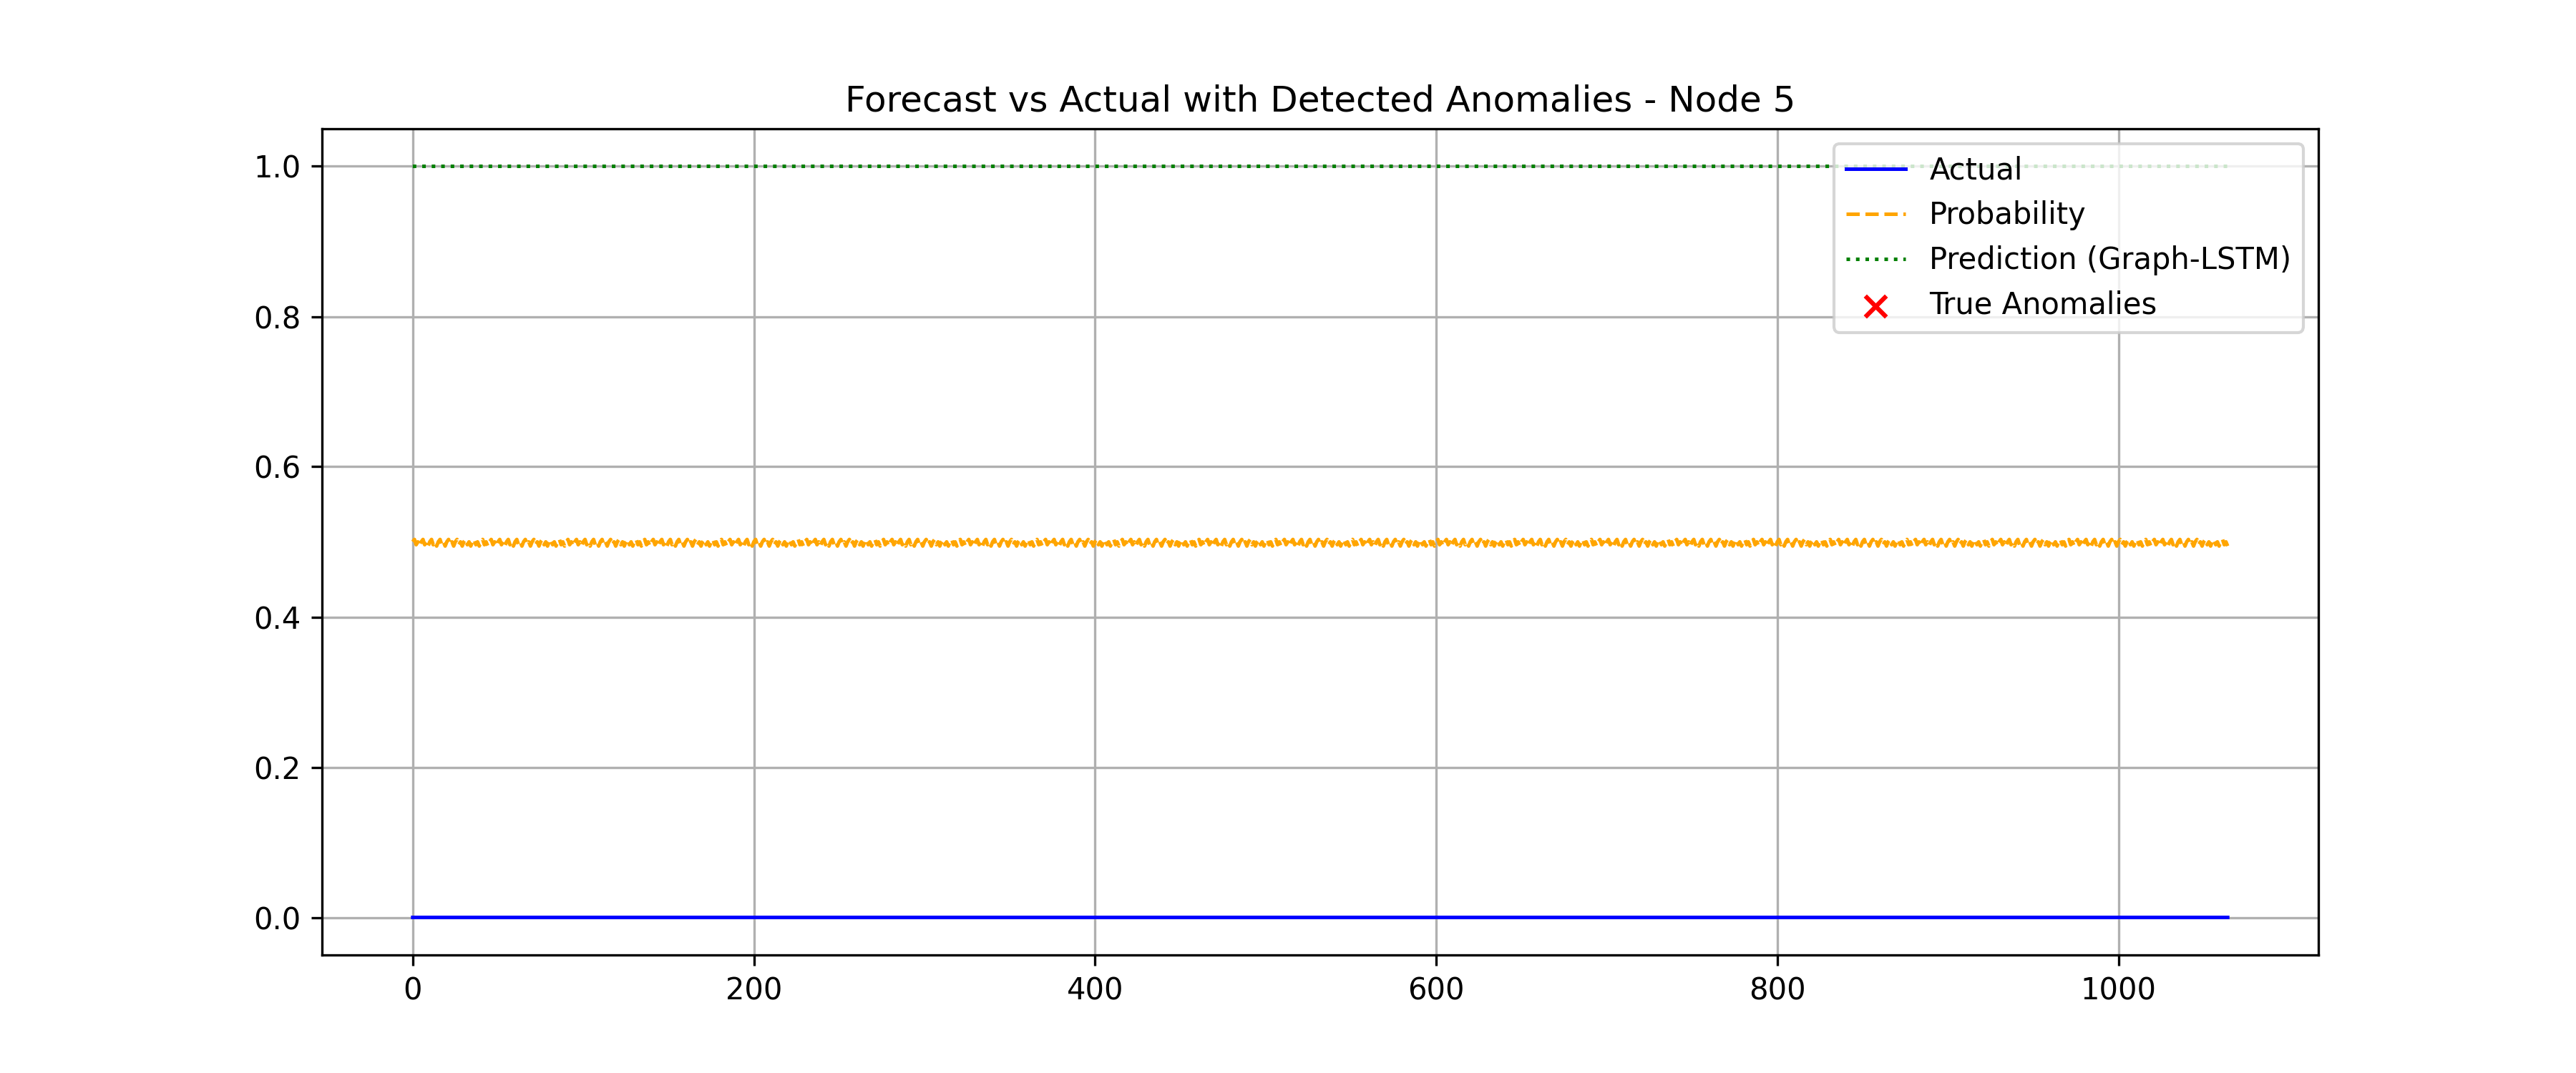 Forecast vs Actual with Detected Anomalies - Node 5
1.0
0.8
0.6
0.4
0.2
0.0
Actual
Probability
Prediction (Graph-LSTM)
True Anomalies
0 200 400 600 800 1000